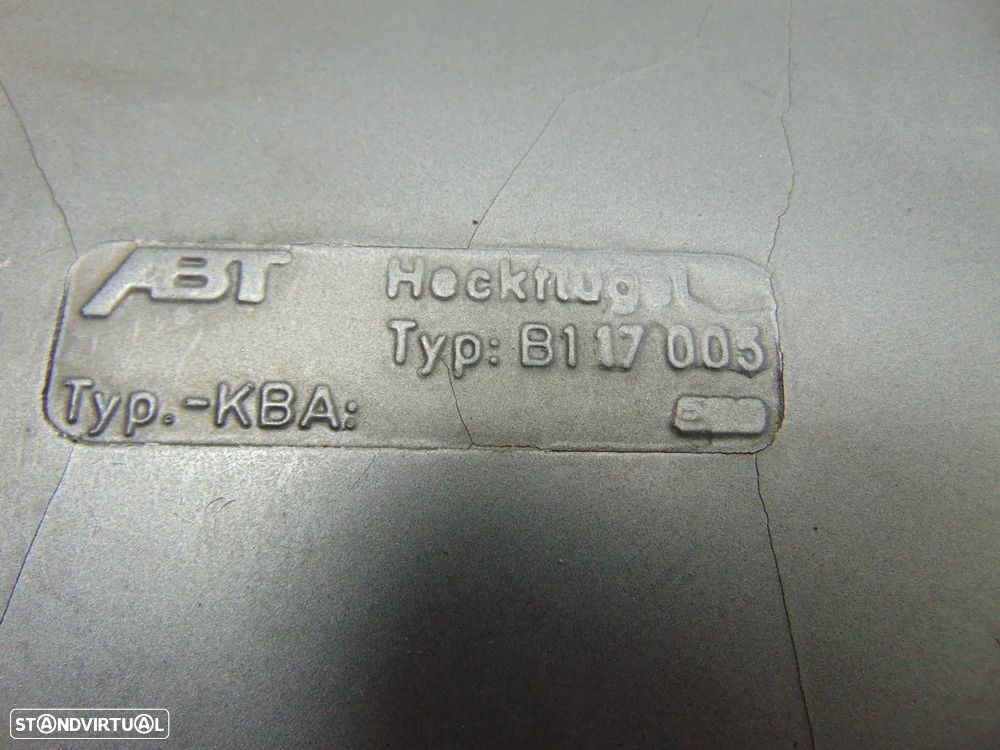 ABT
Heckflügel
Typ: B1 17 005
Typ.-KBA:
STANDVIRTUAL